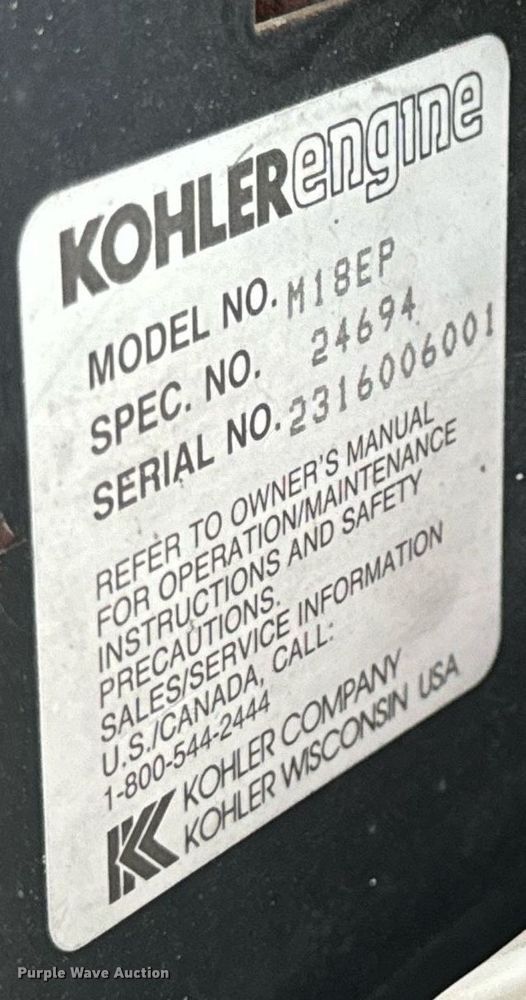 KOHLERengine
MODEL NO. M18EP
SPEC. NO. 24694
SERIAL NO. 2316006001
REFER TO OWNER'S MANUAL
FOR OPERATION/MAINTENANCE
INSTRUCTIONS AND SAFETY
PRECAUTIONS.
SALES/SERVICE INFORMATION
U.S./CANADA, CALL:
1-800-544-2444
KOHLER COMPANY
KOHLER WISCONSIN USA
Purple Wave Auction